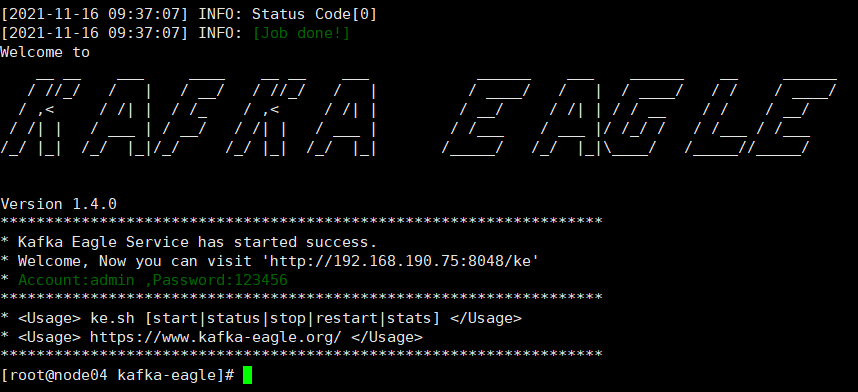 [2021-11-16 09:37:07] INFO: Status Code[0]
[2021-11-16 09:37:07] INFO: [Job done!]
Welcome to
KAFKA EAGLE
Version 1.4.0
*******************************************************************
* Kafka Eagle Service has started success.
* Welcome, Now you can visit 'http://192.168.190.75:8048/ke'
* Account:admin ,Password:123456
*******************************************************************
* <Usage> ke.sh [start|status|stop|restart|stats] </Usage>
* <Usage> https://www.kafka-eagle.org/ </Usage>
*******************************************************************
[root@node04 kafka-eagle]#